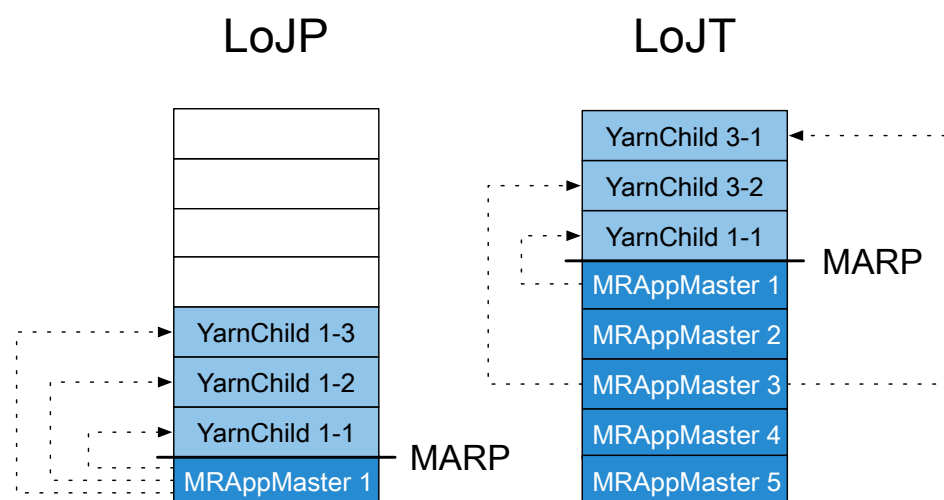 LoJP
YarnChild 1-3
YarnChild 1-2
YarnChild 1-1
MARP
MRAppMaster 1
LoJT
YarnChild 3-1
YarnChild 3-2
YarnChild 1-1
MARP
MRAppMaster 1
MRAppMaster 2
MRAppMaster 3
MRAppMaster 4
MRAppMaster 5